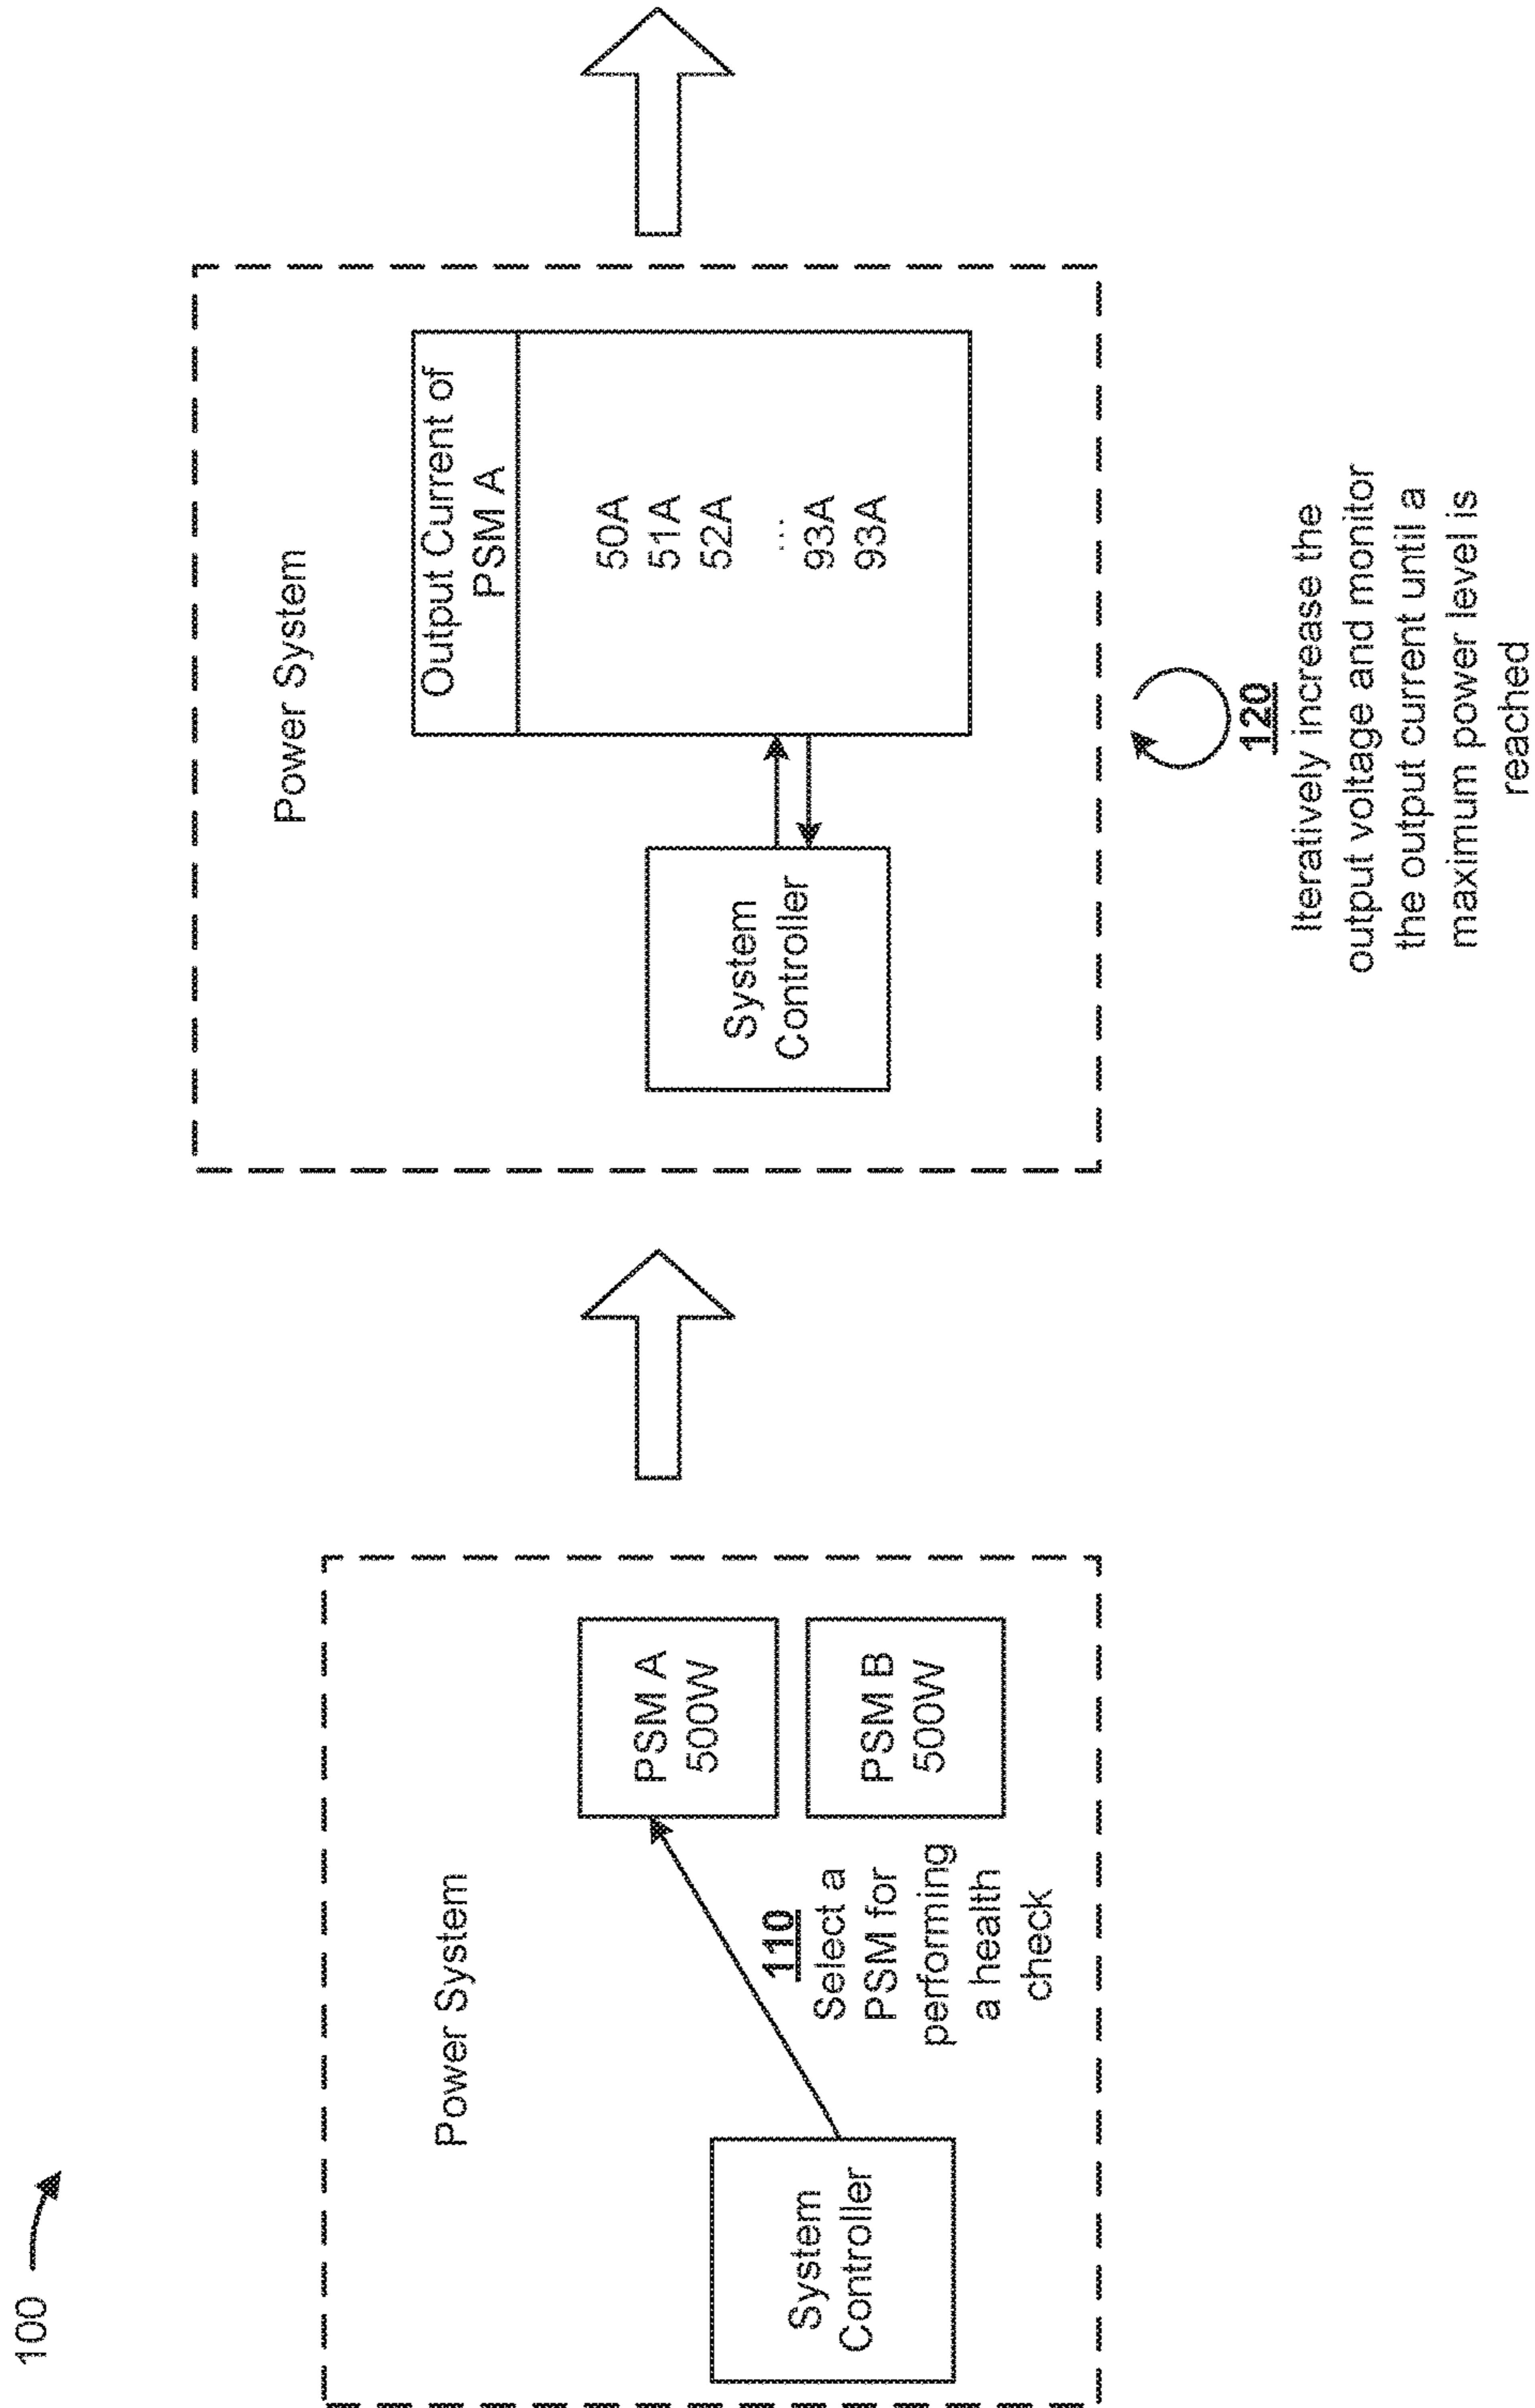 100
Power System
System
Controller
110
Select a
PSM for
performing
a health
check
PSM A
500W
PSM B
500W
Power System
System
Controller
Output Current of
PSM A
50A
51A
52A
...
93A
93A
120
Iteratively increase the
output voltage and monitor
the output current until a
maximum power level is
reached